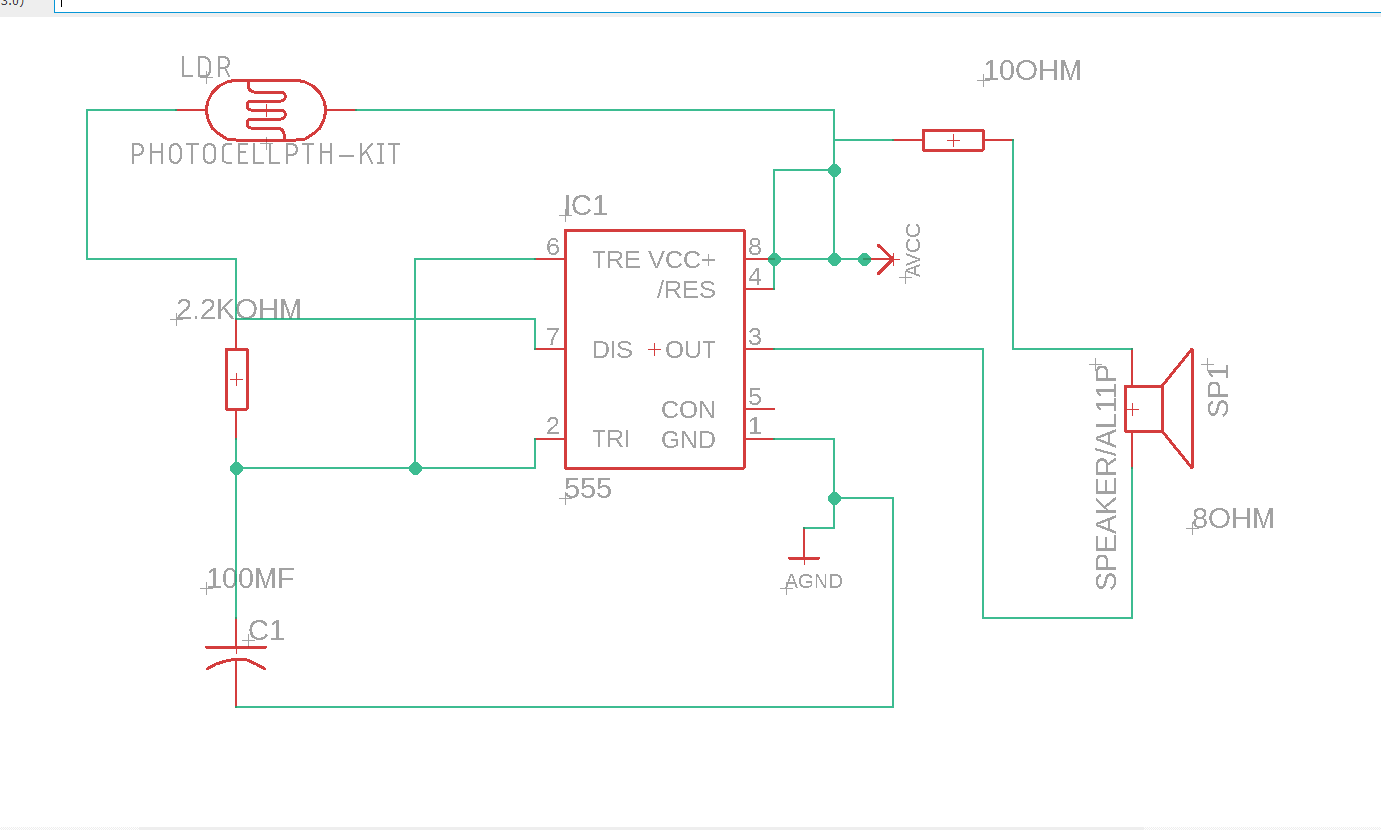 3.0)
LDR
PHOTOCELLPTH-KIT
10OHM
IC1
6
TRE
VCC+
8
/RES
4
AVCC
2.2KOHM
7
DIS
+OUT
3
CON
5
2
TRI
GND
1
555
SPEAKER/AL11P
SP1
8OHM
AGND
100MF
C1